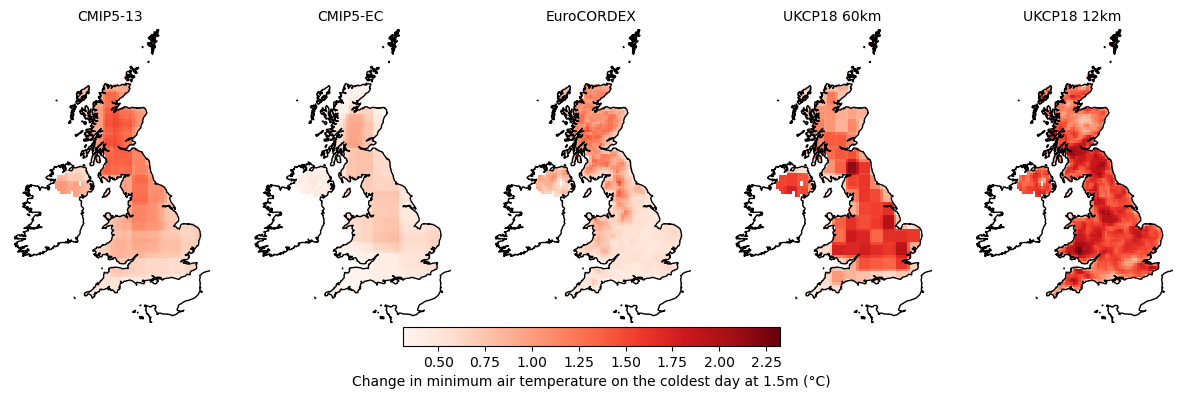 CMIP5-13 CMIP5-EC EuroCORDEX UKCP18 60km UKCP18 12km
0.50 0.75 1.00 1.25 1.50 1.75 2.00 2.25
Change in minimum air temperature on the coldest day at 1.5m (°C)